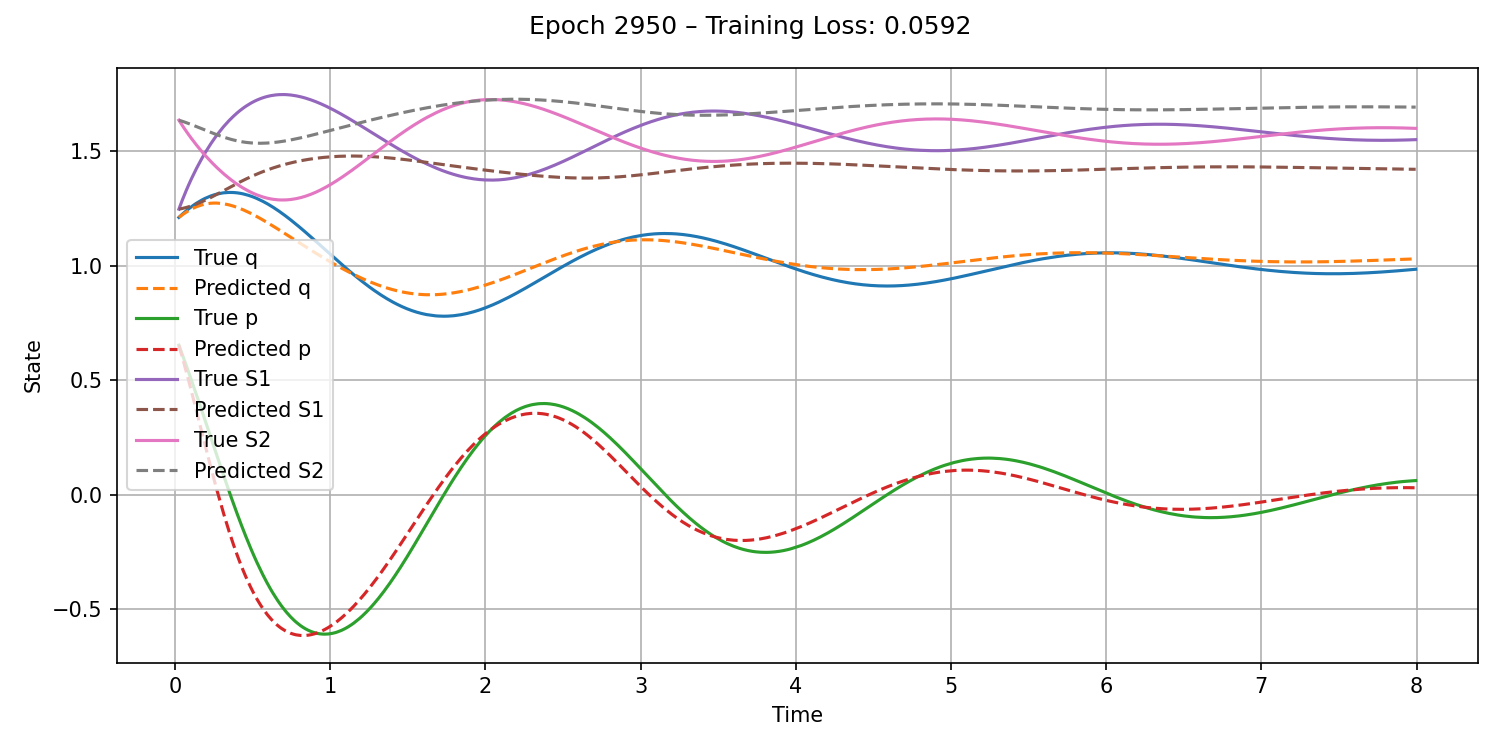 Epoch 2950 – Training Loss: 0.0592
State
1.5
1.0
0.5
0.0
−0.5
True q
Predicted q
True p
Predicted p
True S1
Predicted S1
True S2
Predicted S2
0 1 2 3 4 5 6 7 8
Time